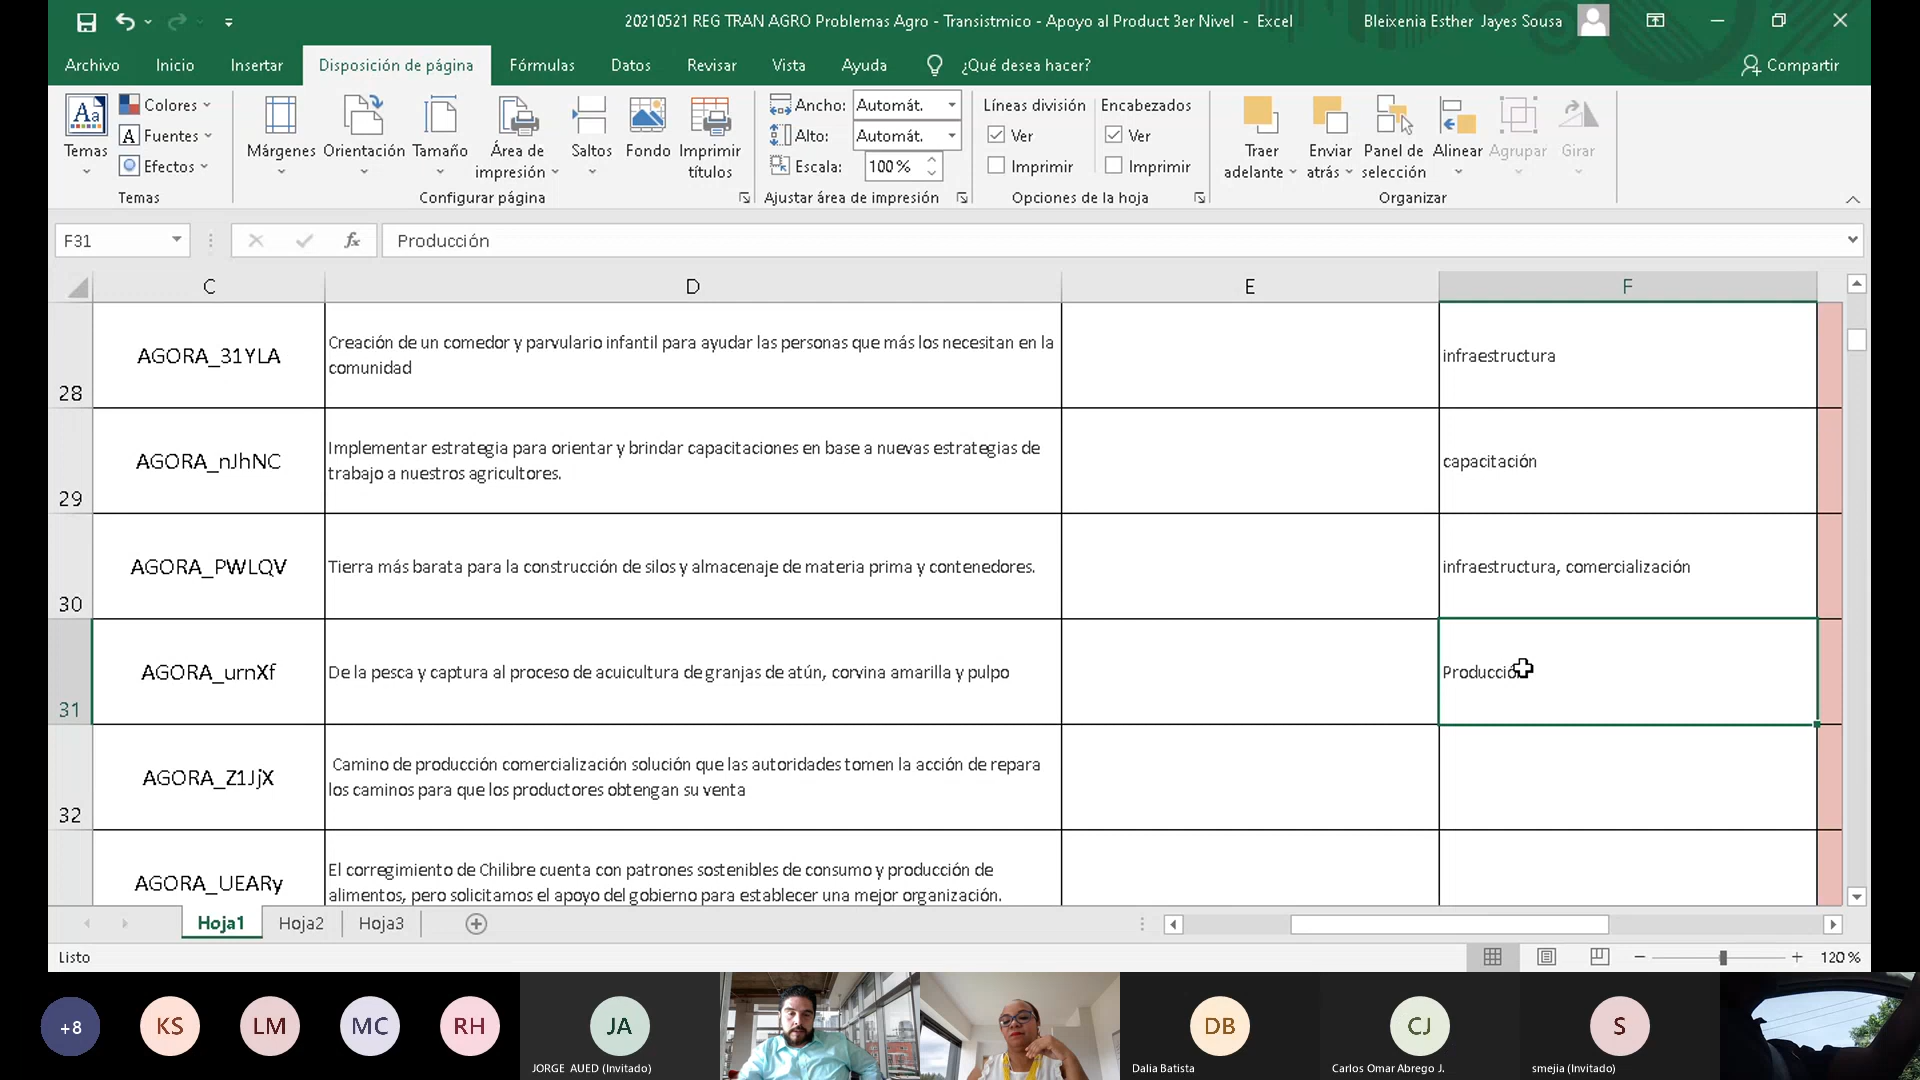 20210521 REG TRAN AGRO Problemas Agro - Transistmico - Apoyo al Product 3er Nivel - Excel
Bleixenia Esther Jayes Sousa
Archivo Inicio Insertar Disposición de página Fórmulas Datos Revisar Vista Ayuda ¿Qué desea hacer? Compartir
Temas
Colores
Fuentes
Efectos
Temas
Márgenes
Orientación
Tamaño
Área de impresión
Saltos
Fondo
Imprimir títulos
Configurar página
Ancho: Automát.
Alto: Automát.
Escala: 100 %
Ajustar área de impresión
Líneas división
Ver
Imprimir
Encabezados
Ver
Imprimir
Opciones de la hoja
Traer adelante
Enviar atrás
Panel de selección
Alinear
Agrupar
Girar
Organizar
F31 fx Producción
C D E F
28 AGORA_31YLA
Creación de un comedor y parvulario infantil para ayudar las personas que más los necesitan en la
comunidad
infraestructura
29 AGORA_nJhNC
Implementar estrategia para orientar y brindar capacitaciones en base a nuevas estrategias de
trabajo a nuestros agricultores.
capacitación
30 AGORA_PWLQV
Tierra más barata para la construcción de silos y almacenaje de materia prima y contenedores.
infraestructura, comercialización
31 AGORA_urnXf
De la pesca y captura al proceso de acuicultura de granjas de atún, corvina amarilla y pulpo
Producción
32 AGORA_Z1JjX
Camino de producción comercialización solución que las autoridades tomen la acción de repara
los caminos para que los productores obtengan su venta
AGORA_UEARy
El corregimiento de Chilibre cuenta con patrones sostenibles de consumo y producción de
alimentos, pero solicitamos el apoyo del gobierno para establecer una mejor organización.
Hoja1 Hoja2 Hoja3
Listo
120 %
+8 KS LM MC RH JA DB CJ S
JORGE AUED (Invitado)
Dalia Batista
Carlos Omar Abrego J.
smejia (Invitado)